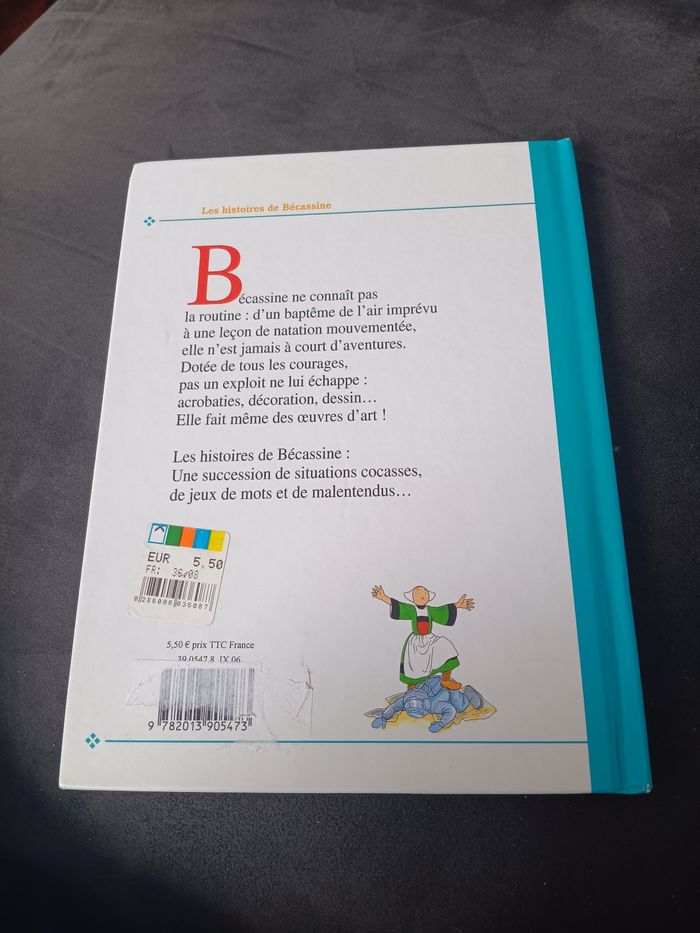 Les histoires de Bécassine
Bécassine ne connaît pas
la routine : d'un baptême de l'air imprévu
à une leçon de natation mouvementée,
elle n'est jamais à court d'aventures.
Dotée de tous les courages,
pas un exploit ne lui échappe :
acrobaties, décoration, dessin…
Elle fait même des œuvres d'art !
Les histoires de Bécassine :
Une succession de situations cocasses,
de jeux de mots et de malentendus…
EUR 5,50
FR: 36,08
0206006036087
5,50 € prix TTC France
39.0547.8 IX.06
9 782013 905473